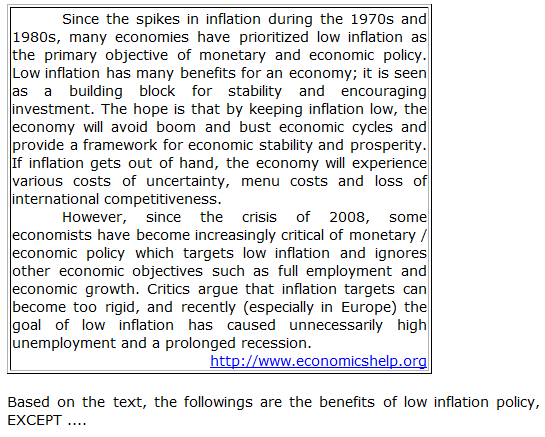 Since the spikes in inflation during the 1970s and
1980s, many economies have prioritized low inflation as
the primary objective of monetary and economic policy.
Low inflation has many benefits for an economy; it is seen
as a building block for stability and encouraging
investment. The hope is that by keeping inflation low, the
economy will avoid boom and bust economic cycles and
provide a framework for economic stability and prosperity.
If inflation gets out of hand, the economy will experience
various costs of uncertainty, menu costs and loss of
international competitiveness.
However, since the crisis of 2008, some
economists have become increasingly critical of monetary /
economic policy which targets low inflation and ignores
other economic objectives such as full employment and
economic growth. Critics argue that inflation targets can
become too rigid, and recently (especially in Europe) the
goal of low inflation has caused unnecessarily high
unemployment and a prolonged recession.
http://www.economicshelp.org
Based on the text, the followings are the benefits of low inflation policy,
EXCEPT ....